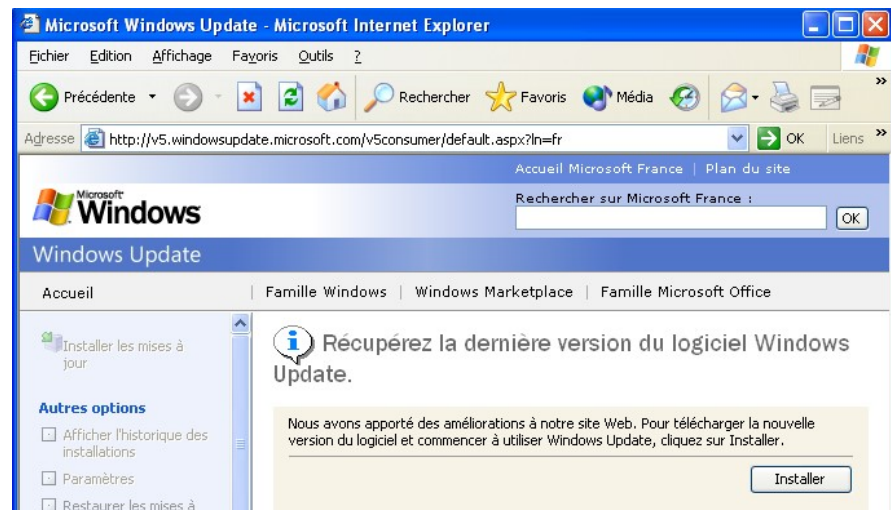 Microsoft Windows Update - Microsoft Internet Explorer
Fichier Edition Affichage Favoris Outils ?
Précédente Rechercher Favoris Média »
Adresse http://v5.windowsupdate.microsoft.com/v5consumer/default.aspx?ln=fr OK Liens »
Accueil Microsoft France | Plan du site
Microsoft
Windows
Rechercher sur Microsoft France :
OK
Windows Update
Accueil | Famille Windows | Windows Marketplace | Famille Microsoft Office
Installer les mises à
jour
Autres options
Afficher l'historique des
installations
Paramètres
Restaurer les mises à
Récupérez la dernière version du logiciel Windows
Update.
Nous avons apporté des améliorations à notre site Web. Pour télécharger la nouvelle
version du logiciel et commencer à utiliser Windows Update, cliquez sur Installer.
Installer